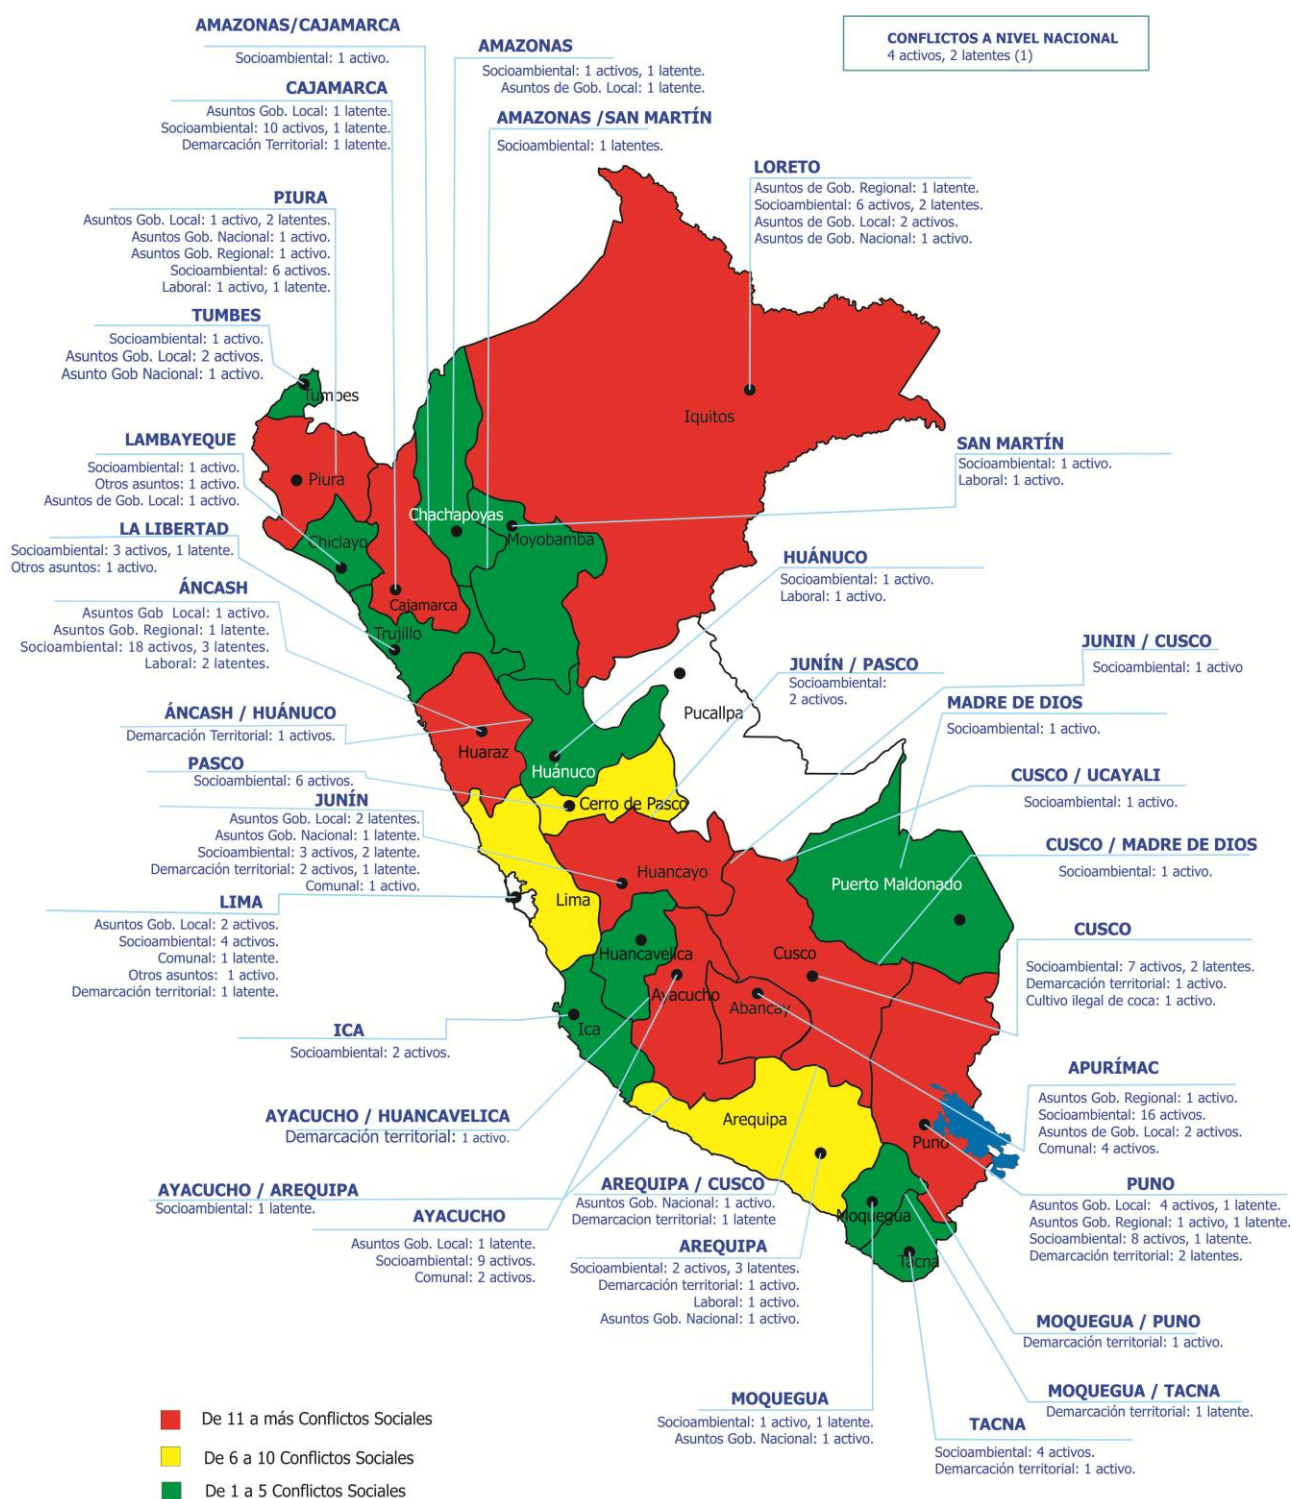 AMAZONAS/CAJAMARCA
Socioambiental: 1 activo.
CAJAMARCA
Asuntos Gob. Local: 1 latente.
Socioambiental: 10 activos, 1 latente.
Demarcación Territorial: 1 latente.
AMAZONAS
Socioambiental: 1 activos, 1 latente.
Asuntos de Gob. Local: 1 latente.
AMAZONAS /SAN MARTÍN
Socioambiental: 1 latentes.
CONFLICTOS A NIVEL NACIONAL
4 activos, 2 latentes (1)
LORETO
Asuntos de Gob. Regional: 1 latente.
Socioambiental: 6 activos, 2 latentes.
Asuntos de Gob. Local: 2 activos.
Asuntos de Gob. Nacional: 1 activo.
PIURA
Asuntos Gob. Local: 1 activo, 2 latentes.
Asuntos Gob. Nacional: 1 activo.
Asuntos Gob. Regional: 1 activo.
Socioambiental: 6 activos.
Laboral: 1 activo, 1 latente.
TUMBES
Socioambiental: 1 activo.
Asuntos Gob. Local: 2 activos.
Asunto Gob Nacional: 1 activo.
LAMBAYEQUE
Socioambiental: 1 activo.
Otros asuntos: 1 activo.
Asuntos de Gob. Local: 1 activo.
LA LIBERTAD
Socioambiental: 3 activos, 1 latente.
Otros asuntos: 1 activo.
ÁNCASH
Asuntos Gob Local: 1 activo.
Asuntos Gob. Regional: 1 latente.
Socioambiental: 18 activos, 3 latentes.
Laboral: 2 latentes.
ÁNCASH / HUÁNUCO
Demarcación Territorial: 1 activos.
PASCO
Socioambiental: 6 activos.
JUNÍN
Asuntos Gob. Local: 2 latentes.
Asuntos Gob. Nacional: 1 latente.
Socioambiental: 3 activos, 2 latente.
Demarcación territorial: 2 activos, 1 latente.
Comunal: 1 activo.
LIMA
Asuntos Gob. Local: 2 activos.
Socioambiental: 4 activos.
Comunal: 1 latente.
Otros asuntos: 1 activo.
Demarcación territorial: 1 latente.
ICA
Socioambiental: 2 activos.
AYACUCHO / HUANCAVELICA
Demarcación territorial: 1 activo.
AYACUCHO / AREQUIPA
Socioambiental: 1 latente.
AYACUCHO
Asuntos Gob. Local: 1 latente.
Socioambiental: 9 activos.
Comunal: 2 activos.
AREQUIPA / CUSCO
Asuntos Gob. Nacional: 1 activo.
Demarcacion territorial: 1 latente
AREQUIPA
Socioambiental: 2 activos, 3 latentes.
Demarcación territorial: 1 activo.
Laboral: 1 activo.
Asuntos Gob. Nacional: 1 activo.
MOQUEGUA
Socioambiental: 1 activo, 1 latente.
Asuntos Gob. Nacional: 1 activo.
SAN MARTÍN
Socioambiental: 1 activo.
Laboral: 1 activo.
HUÁNUCO
Socioambiental: 1 activo.
Laboral: 1 activo.
JUNÍN / PASCO
Socioambiental:
2 activos.
JUNIN / CUSCO
Socioambiental: 1 activo
MADRE DE DIOS
Socioambiental: 1 activo.
CUSCO / UCAYALI
Socioambiental: 1 activo.
CUSCO / MADRE DE DIOS
Socioambiental: 1 activo.
CUSCO
Socioambiental: 7 activos, 2 latentes.
Demarcación territorial: 1 activo.
Cultivo ilegal de coca: 1 activo.
APURÍMAC
Asuntos Gob. Regional: 1 activo.
Socioambiental: 16 activos.
Asuntos de Gob. Local: 2 activos.
Comunal: 4 activos.
PUNO
Asuntos Gob. Local: 4 activos, 1 latente.
Asuntos Gob. Regional: 1 activo, 1 latente.
Socioambiental: 8 activos, 1 latente.
Demarcación territorial: 2 latentes.
MOQUEGUA / PUNO
Demarcación territorial: 1 activo.
MOQUEGUA / TACNA
Demarcación territorial: 1 latente.
TACNA
Socioambiental: 4 activos.
Demarcación territorial: 1 activo.
Tumbes
Piura
Chiclayo
Chachapoyas
Moyobamba
Iquitos
Cajamarca
Trujillo
Huaraz
Huánuco
Pucallpa
Cerro de Pasco
Huancayo
Lima
Puerto Maldonado
Huancavelica
Cusco
Ayacucho
Abancay
Ica
Arequipa
Puno
Moquegua
Tacna
De 11 a más Conflictos Sociales
De 6 a 10 Conflictos Sociales
De 1 a 5 Conflictos Sociales